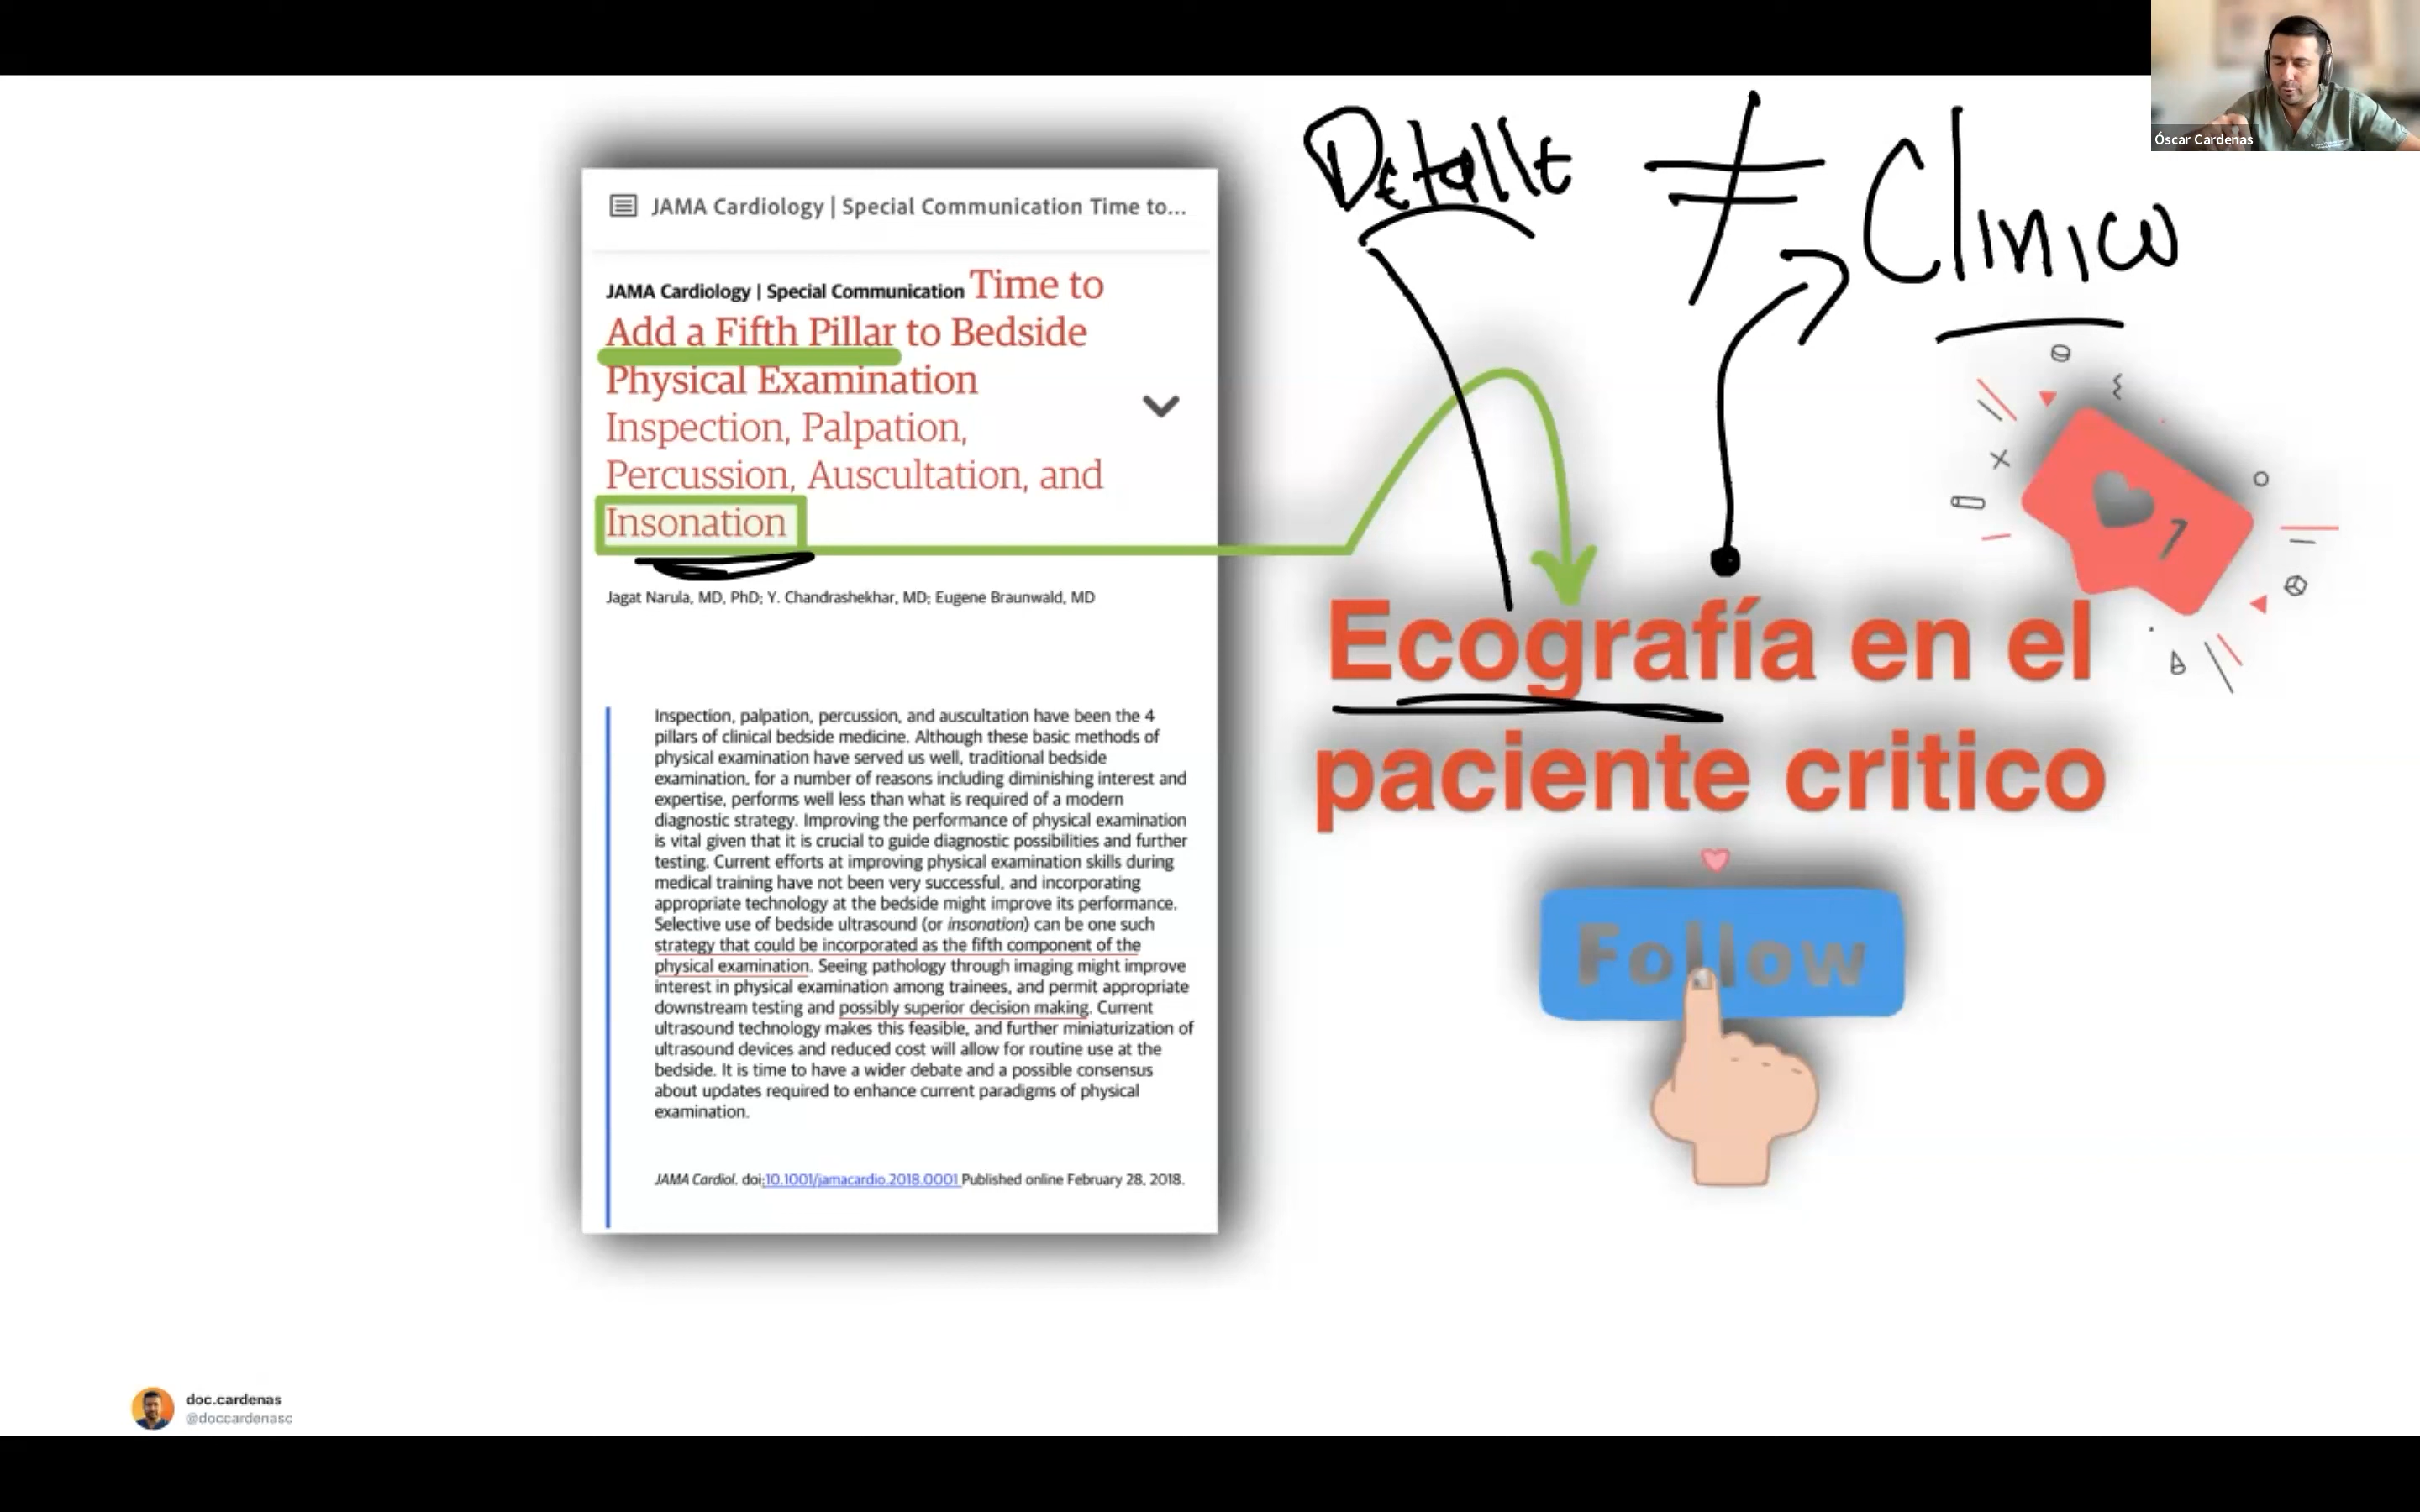 Óscar Cardenas
JAMA Cardiology | Special Communication Time to...
JAMA Cardiology | Special Communication Time to
Add a Fifth Pillar to Bedside
Physical Examination
Inspection, Palpation,
Percussion, Auscultation, and
Insonation
Jagat Narula, MD, PhD; Y. Chandrashekhar, MD; Eugene Braunwald, MD
Inspection, palpation, percussion, and auscultation have been the 4
pillars of clinical bedside medicine. Although these basic methods of
physical examination have served us well, traditional bedside
examination, for a number of reasons including diminishing interest and
expertise, performs well less than what is required of a modern
diagnostic strategy. Improving the performance of physical examination
is vital given that it is crucial to guide diagnostic possibilities and further
testing. Current efforts at improving physical examination skills during
medical training have not been very successful, and incorporating
appropriate technology at the bedside might improve its performance.
Selective use of bedside ultrasound (or insonation) can be one such
strategy that could be incorporated as the fifth component of the
physical examination. Seeing pathology through imaging might improve
interest in physical examination among trainees, and permit appropriate
downstream testing and possibly superior decision making. Current
ultrasound technology makes this feasible, and further miniaturization of
ultrasound devices and reduced cost will allow for routine use at the
bedside. It is time to have a wider debate and a possible consensus
about updates required to enhance current paradigms of physical
examination.
JAMA Cardiol. doi:10.1001/jamacardio.2018.0001 Published online February 28, 2018.
Detalle ≠ Clínico
1
Ecografía en el
paciente critico
Follow
doc.cardenas
@doccardenasc